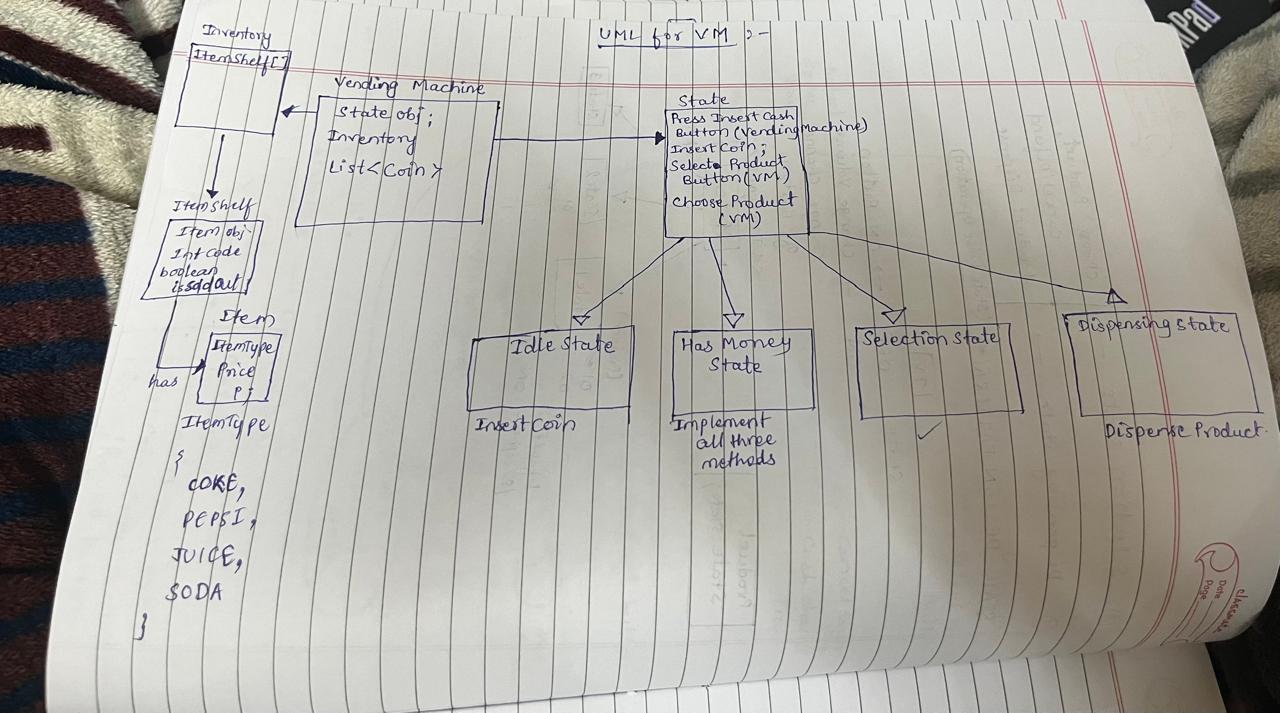 UML for VM :-
Inventory
ItemShelf[]
Vending Machine
State obj;
Inventory
List<Coin>
State
Press Insert Cash
Button (Vending Machine)
Insert Coin;
Select Product
Button (VM)
Choose Product
(VM)
ItemShelf
Item obj.
Int code
boolean
issoldout
has
Item
ItemType
Price
P;
ItemType
{
COKE,
PEPSI,
JUICE,
SODA
}
Idle State
Insert Coin
Has Money
State
Implement
all three
methods
Selection State
Dispensing State
Dispense Product.
classmate
Date
Page
Pad